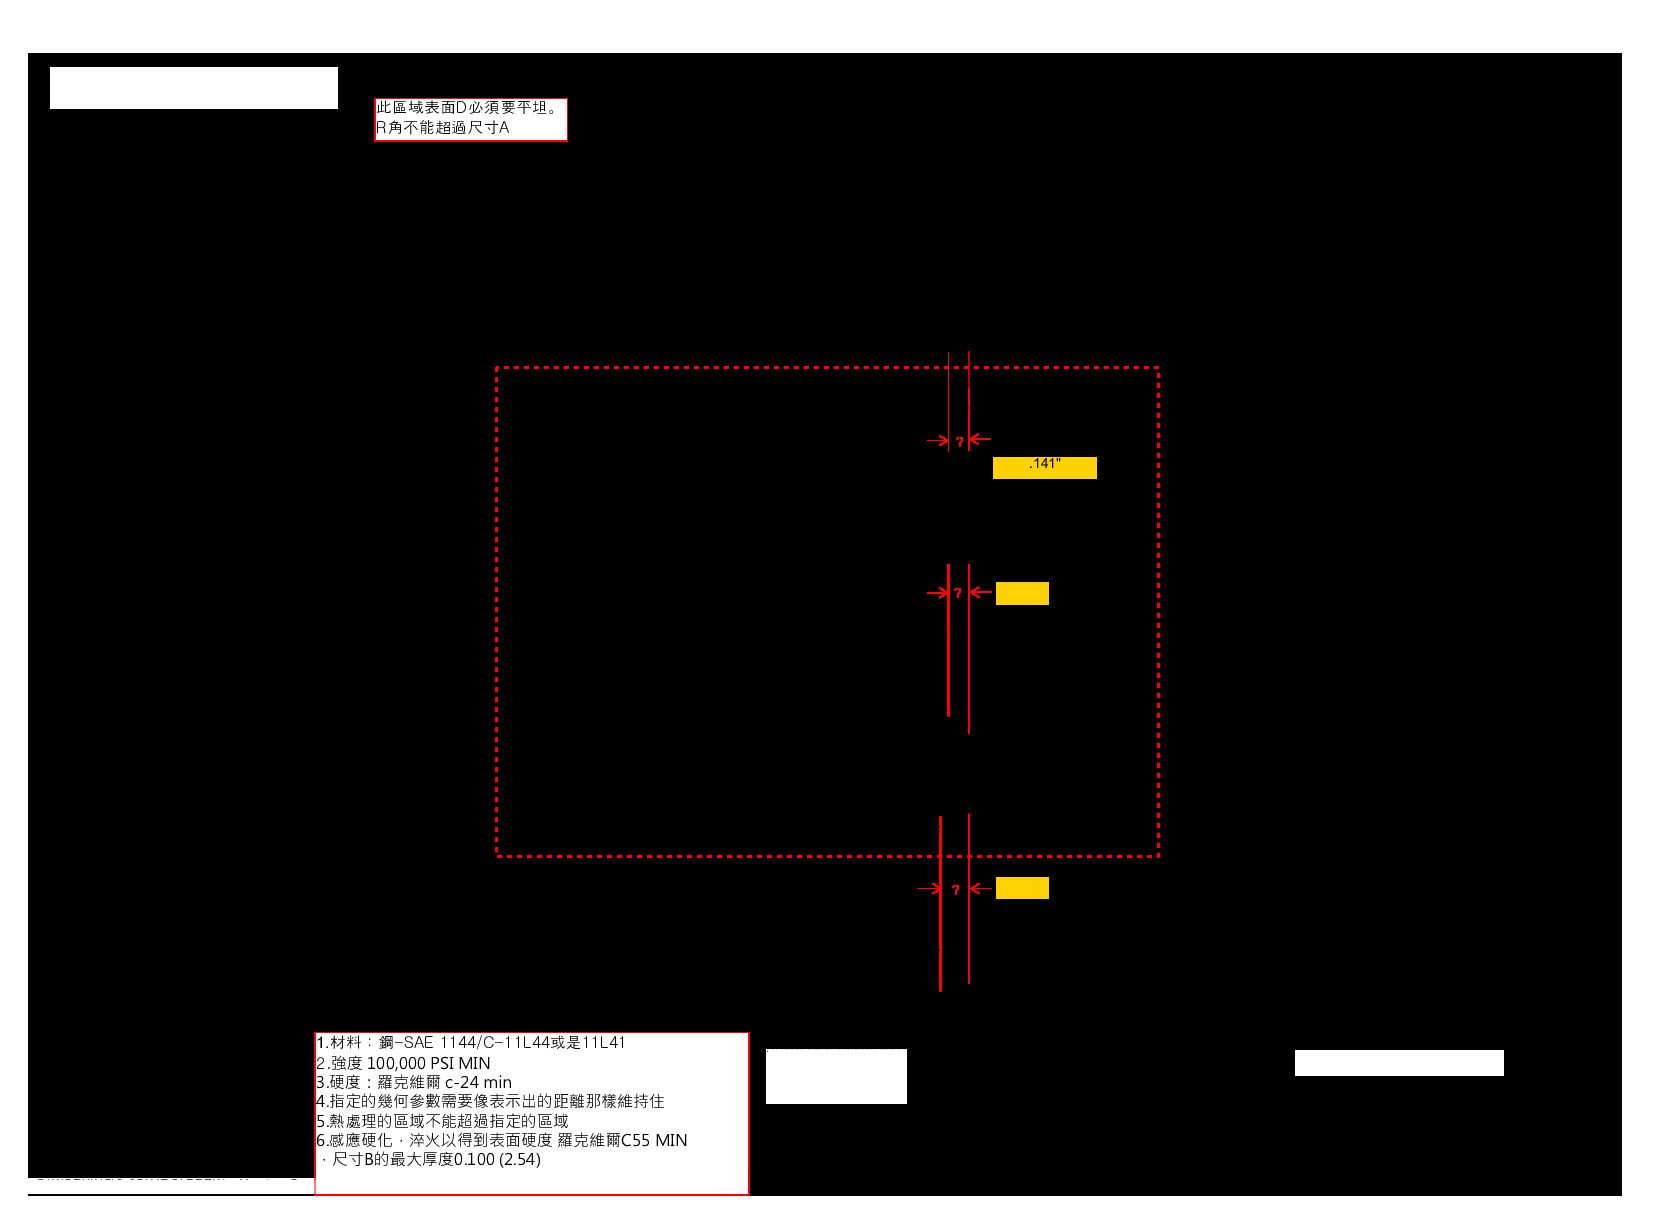 此區域表面D必須要平坦。
R角不能超過尺寸A
?
.141"
?
?
1.材料：鋼-SAE 1144/C-11L44或是11L41
2.強度 100,000 PSI MIN
3.硬度：羅克維爾 c-24 min
4.指定的幾何參數需要像表示出的距離那樣維持住
5.熱處理的區域不能超過指定的區域
6.感應硬化，淬火以得到表面硬度 羅克維爾C55 MIN
，尺寸B的最大厚度0.100 (2.54)